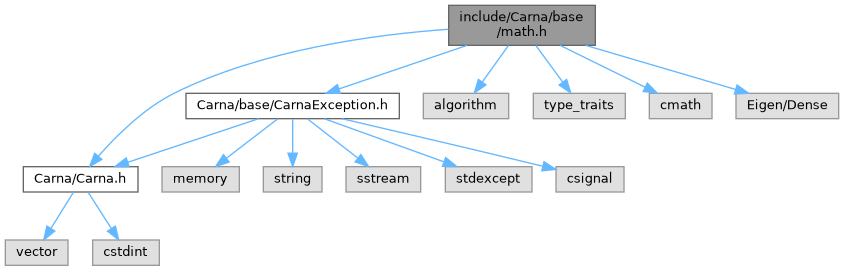 include/Carna/base
/math.h
Carna/base/CarnaException.h
algorithm
type_traits
cmath
Eigen/Dense
Carna/Carna.h
memory
string
sstream
stdexcept
csignal
vector
cstdint